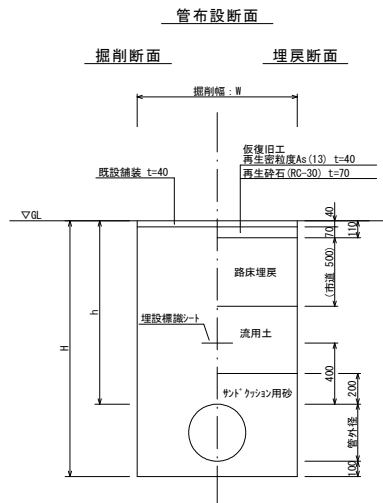 管布設断面
掘削断面
埋戻断面
掘削幅：W
仮復旧工
再生密粒度As(13) t=40
既設舗装 t=40
再生砕石(RC-30) t=70
▽GL
40
70
110
路床埋戻
(市道 500)
埋設標識シート
流用土
h
H
400
サンドクッション用砂
200
管外径
100